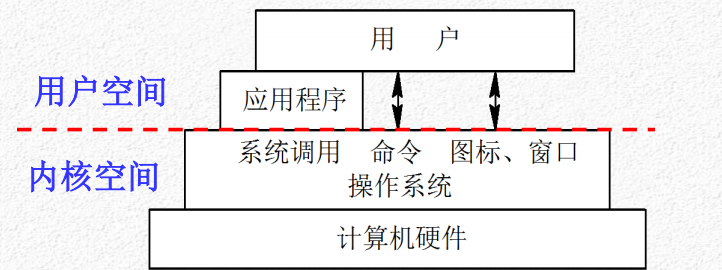 用 户
用户空间
应用程序
系统调用 命令 图标、窗口
内核空间
操作系统
计算机硬件